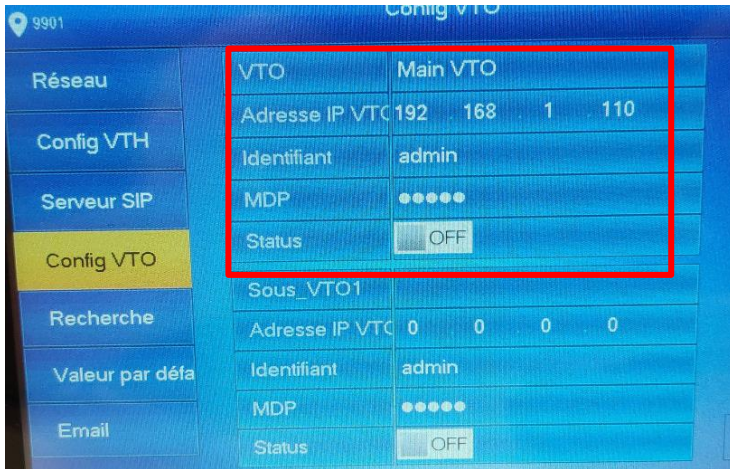 Config VTO
9901
VTO Main VTO
Réseau
Adresse IP VTO 192 . 168 . 1 . 110
Config VTH
Identifiant admin
Serveur SIP
MDP ●●●●●
Status OFF
Config VTO
Sous_VTO1
Recherche
Adresse IP VTO 0 . 0 . 0 . 0
Valeur par défa
Identifiant admin
MDP ●●●●●
Email
Status OFF